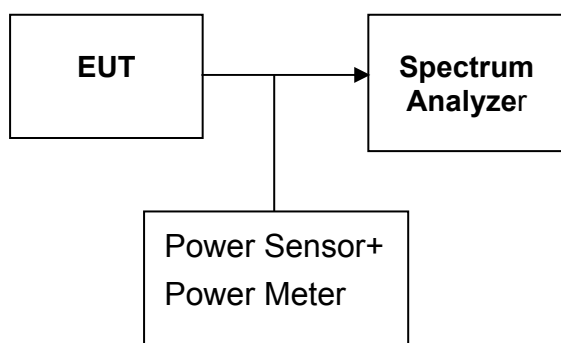 EUT
Spectrum
Analyzer
Power Sensor+
Power Meter